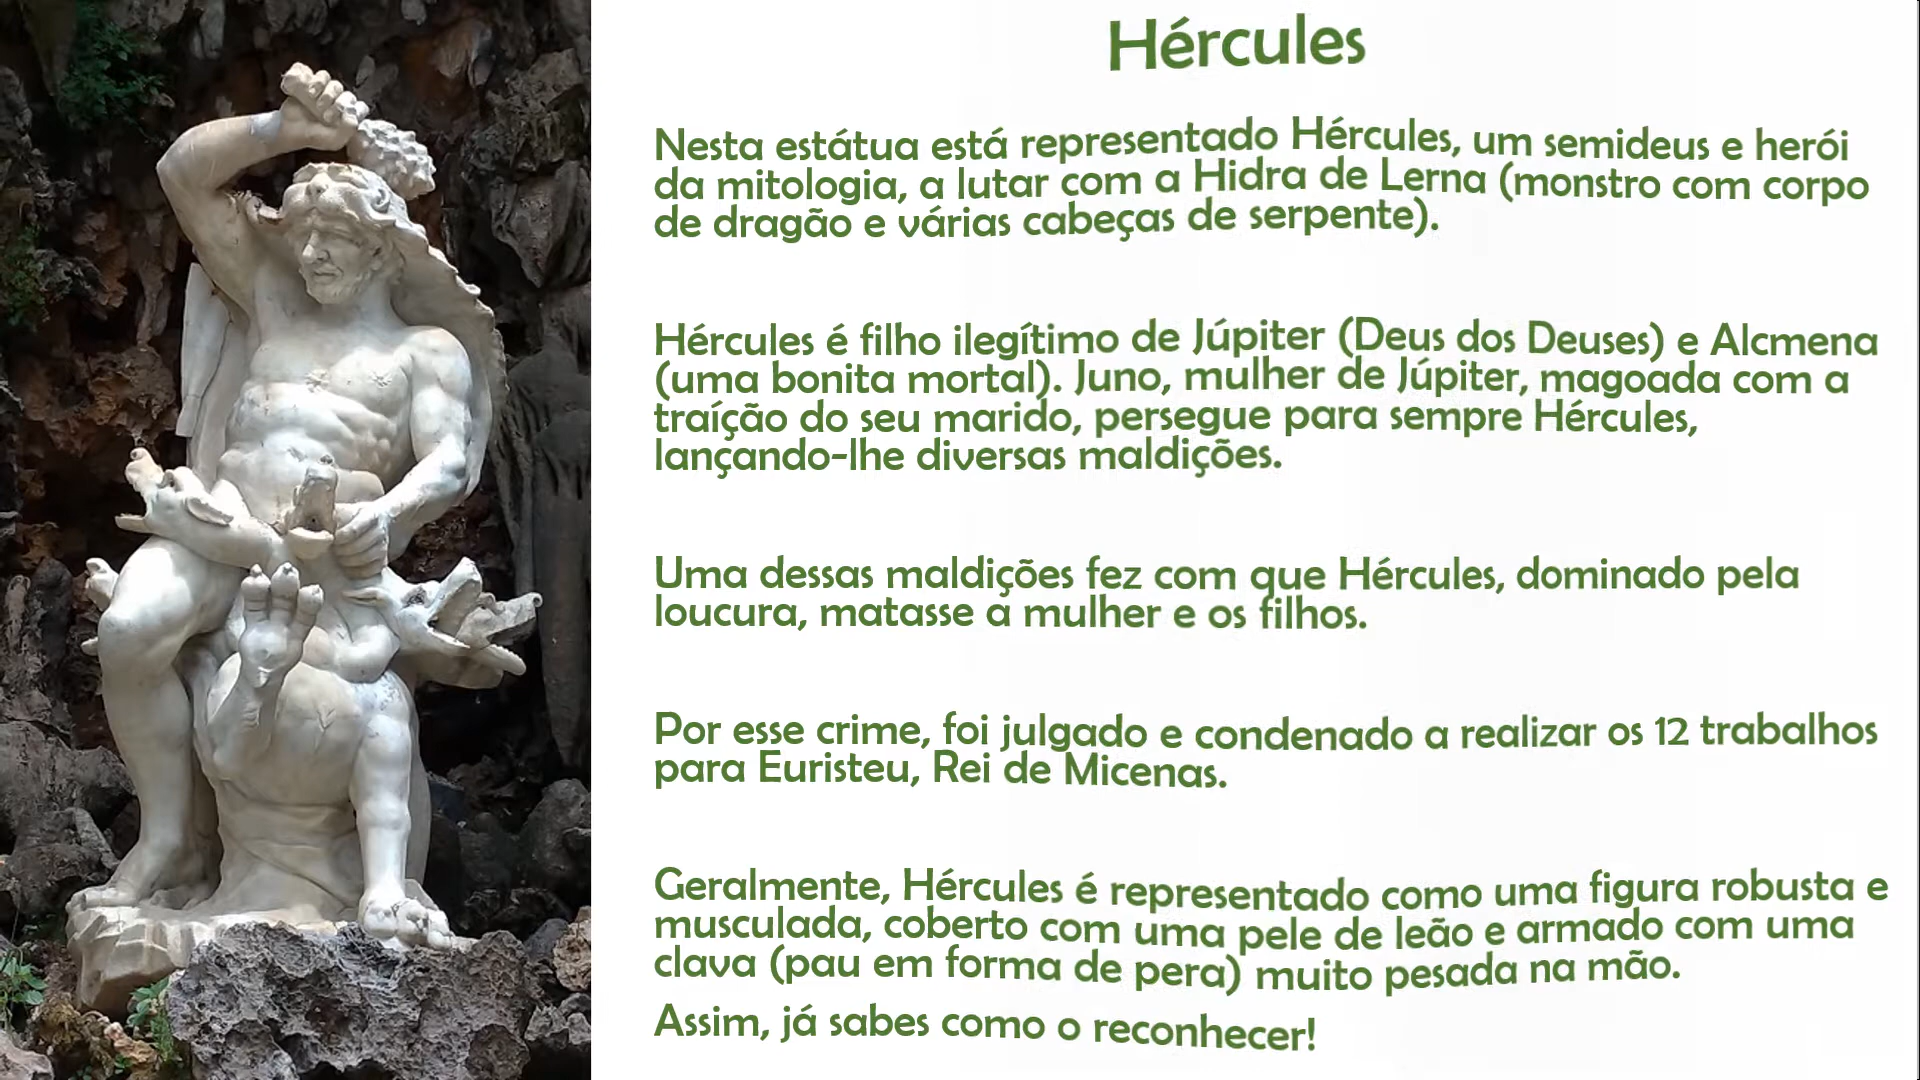 Hércules
Nesta estátua está representado Hércules, um semideus e herói
da mitologia, a lutar com a Hidra de Lerna (monstro com corpo
de dragão e várias cabeças de serpente).
Hércules é filho ilegítimo de Júpiter (Deus dos Deuses) e Alcmena
(uma bonita mortal). Juno, mulher de Júpiter, magoada com a
traíção do seu marido, persegue para sempre Hércules,
lançando-lhe diversas maldições.
Uma dessas maldições fez com que Hércules, dominado pela
loucura, matasse a mulher e os filhos.
Por esse crime, foi julgado e condenado a realizar os 12 trabalhos
para Euristeu, Rei de Micenas.
Geralmente, Hércules é representado como uma figura robusta e
musculada, coberto com uma pele de leão e armado com uma
clava (pau em forma de pera) muito pesada na mão.
Assim, já sabes como o reconhecer!